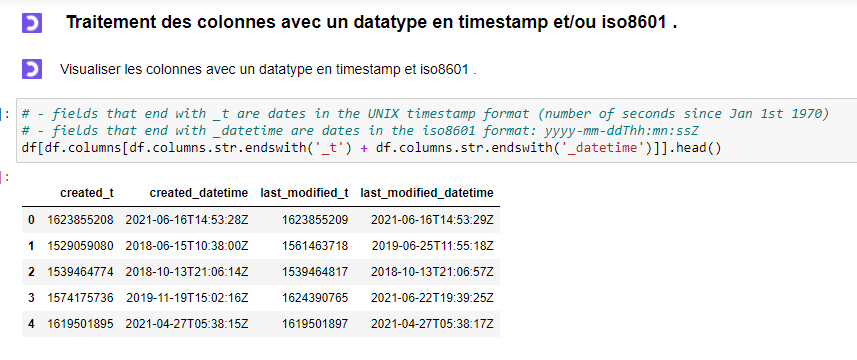 Traitement des colonnes avec un datatype en timestamp et/ou iso8601 .
Visualiser les colonnes avec un datatype en timestamp et iso8601 .
]: # - fields that end with _t are dates in the UNIX timestamp format (number of seconds since Jan 1st 1970)
# - fields that end with _datetime are dates in the iso8601 format: yyyy-mm-ddThh:mn:ssZ
df[df.columns[df.columns.str.endswith('_t') + df.columns.str.endswith('_datetime')]].head()
]:
created_t created_datetime last_modified_t last_modified_datetime
0 1623855208 2021-06-16T14:53:28Z 1623855209 2021-06-16T14:53:29Z
1 1529059080 2018-06-15T10:38:00Z 1561463718 2019-06-25T11:55:18Z
2 1539464774 2018-10-13T21:06:14Z 1539464817 2018-10-13T21:06:57Z
3 1574175736 2019-11-19T15:02:16Z 1624390765 2021-06-22T19:39:25Z
4 1619501895 2021-04-27T05:38:15Z 1619501897 2021-04-27T05:38:17Z